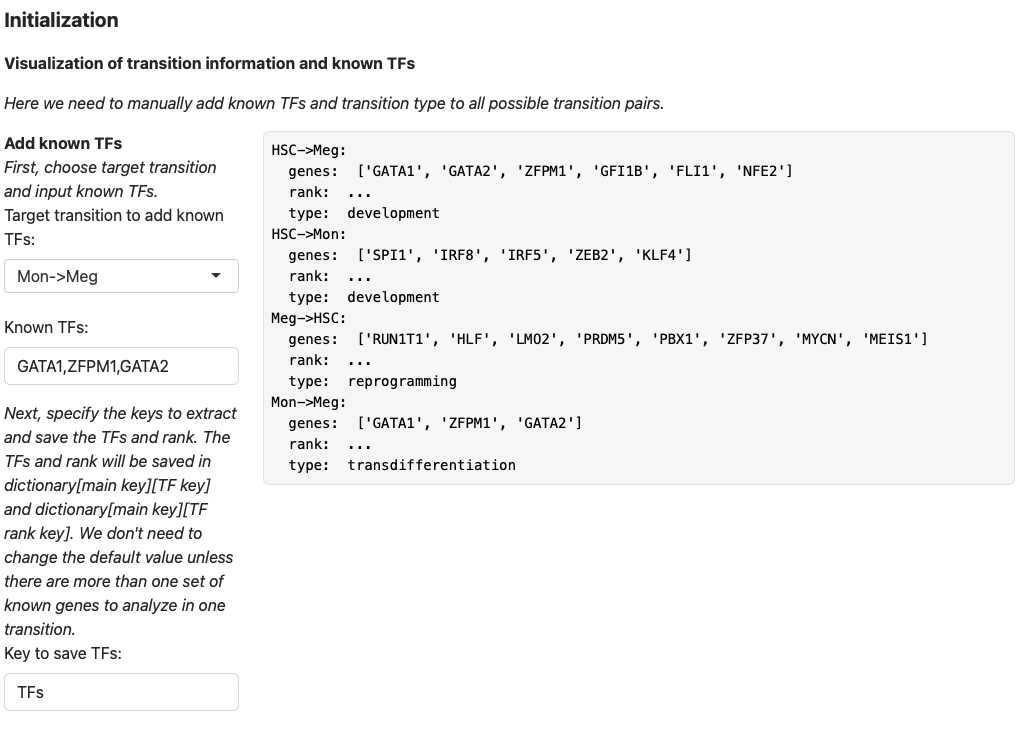 Initialization
Visualization of transition information and known TFs
Here we need to manually add known TFs and transition type to all possible transition pairs.
Add known TFs
First, choose target transition
and input known TFs.
Target transition to add known
TFs:
Mon->Meg
Known TFs:
GATA1,ZFPM1,GATA2
Next, specify the keys to extract
and save the TFs and rank. The
TFs and rank will be saved in
dictionary[main key][TF key]
and dictionary[main key][TF
rank key]. We don't need to
change the default value unless
there are more than one set of
known genes to analyze in one
transition.
Key to save TFs:
TFs
HSC->Meg:
  genes:  ['GATA1', 'GATA2', 'ZFPM1', 'GFI1B', 'FLI1', 'NFE2']
  rank:  ...
  type:  development
HSC->Mon:
  genes:  ['SPI1', 'IRF8', 'IRF5', 'ZEB2', 'KLF4']
  rank:  ...
  type:  development
Meg->HSC:
  genes:  ['RUN1T1', 'HLF', 'LMO2', 'PRDM5', 'PBX1', 'ZFP37', 'MYCN', 'MEIS1']
  rank:  ...
  type:  reprogramming
Mon->Meg:
  genes:  ['GATA1', 'ZFPM1', 'GATA2']
  rank:  ...
  type:  transdifferentiation